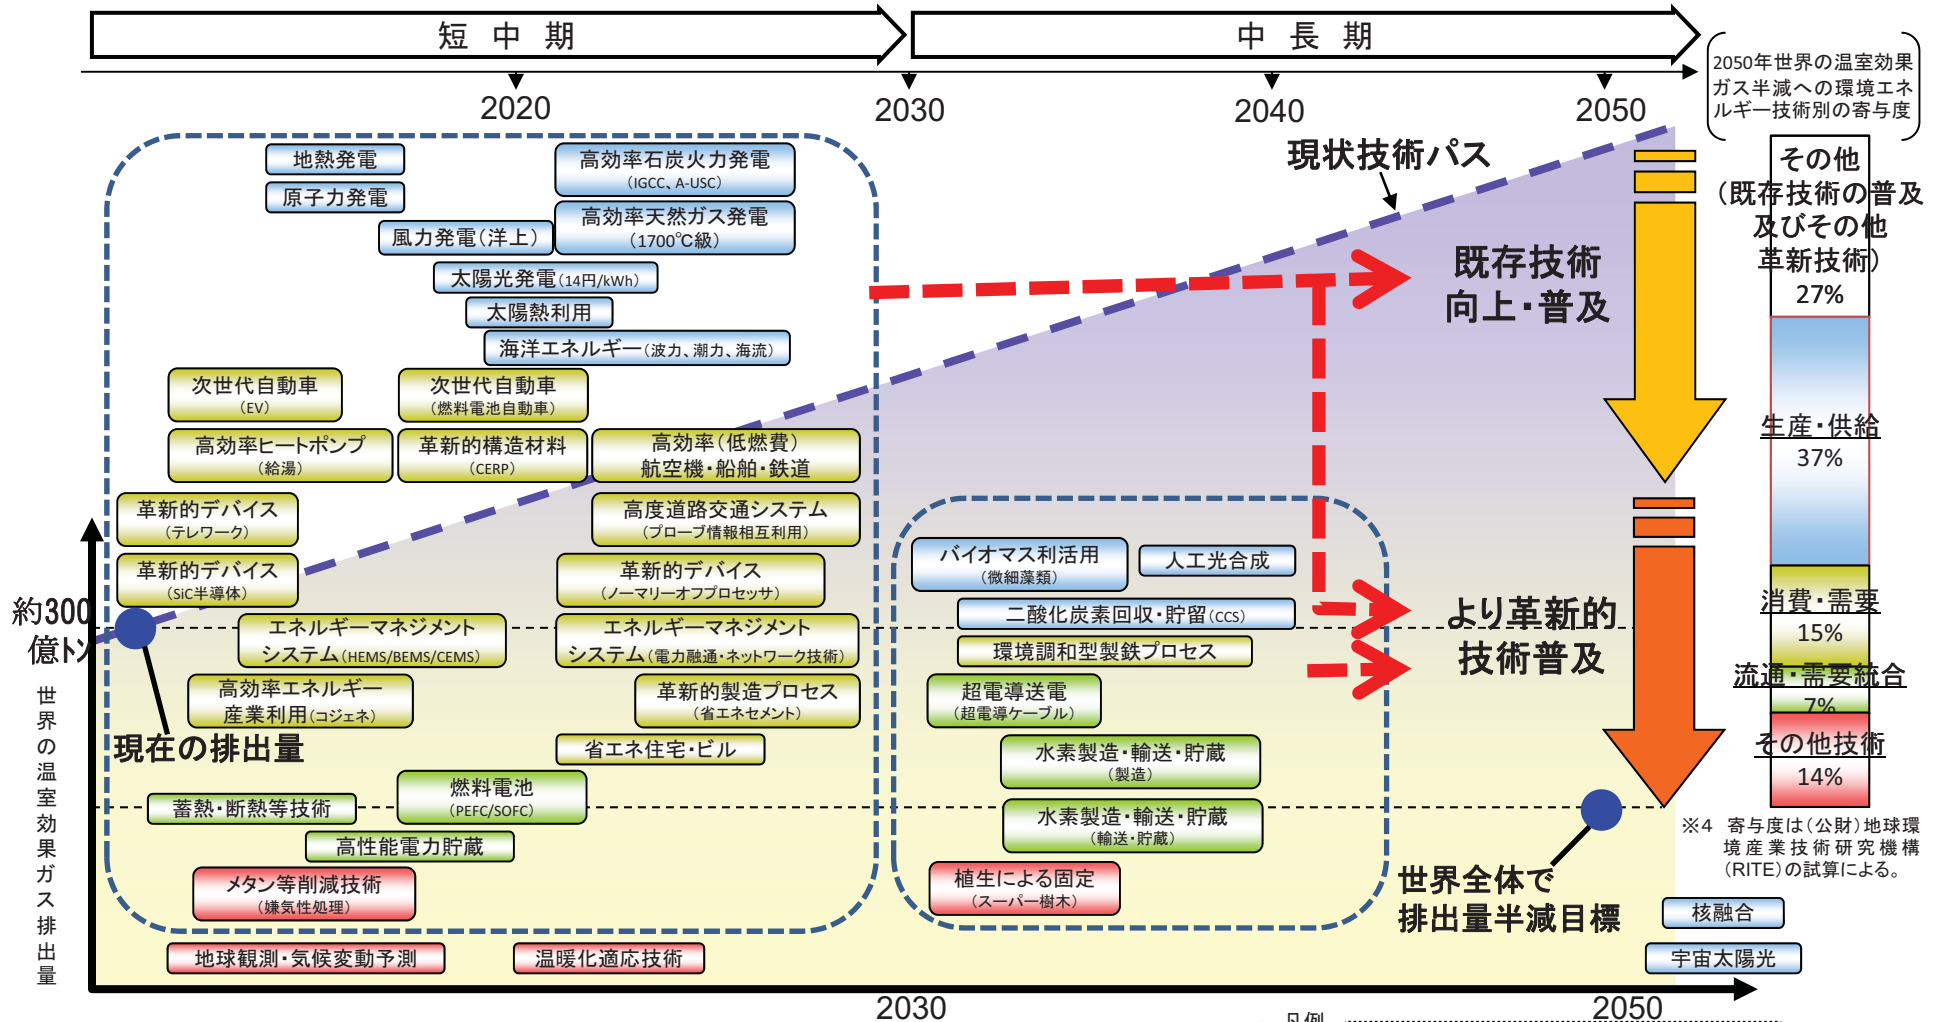 短中期
中長期
2020
2030
2040
2050
2050年世界の温室効果
ガス半減への環境エネ
ルギー技術別の寄与度
地熱発電
原子力発電
風力発電(洋上)
高効率石炭火力発電
(IGCC、A-USC)
高効率天然ガス発電
(1700℃級)
太陽光発電(14円/kWh)
太陽熱利用
海洋エネルギー(波力、潮力、海流)
次世代自動車
(EV)
次世代自動車
(燃料電池自動車)
高効率ヒートポンプ
(給湯)
革新的構造材料
(CERP)
高効率(低燃費)
航空機・船舶・鉄道
革新的デバイス
(テレワーク)
高度道路交通システム
(プローブ情報相互利用)
革新的デバイス
(SiC半導体)
革新的デバイス
(ノーマリーオフプロセッサ)
エネルギーマネジメント
システム(HEMS/BEMS/CEMS)
エネルギーマネジメント
システム(電力融通・ネットワーク技術)
高効率エネルギー
産業利用(コジェネ)
革新的製造プロセス
(省エネセメント)
省エネ住宅・ビル
燃料電池
(PEFC/SOFC)
蓄熱・断熱等技術
高性能電力貯蔵
メタン等削減技術
(嫌気性処理)
地球観測・気候変動予測
温暖化適応技術
約300
億トン
世界の温室効果ガス排出量
現在の排出量
現状技術パス
既存技術
向上・普及
バイオマス利活用
(微細藻類)
人工光合成
二酸化炭素回収・貯留(CCS)
環境調和型製鉄プロセス
超電導送電
(超電導ケーブル)
水素製造・輸送・貯蔵
(製造)
水素製造・輸送・貯蔵
(輸送・貯蔵)
植生による固定
(スーパー樹木)
より革新的
技術普及
世界全体で
排出量半減目標
その他
(既存技術の普及
及びその他
革新技術)
27%
生産・供給
37%
消費・需要
15%
流通・需要統合
7%
その他技術
14%
※4 寄与度は(公財)地球環
境産業技術研究機構
(RITE)の試算による。
核融合
宇宙太陽光
2030
2050
凡例